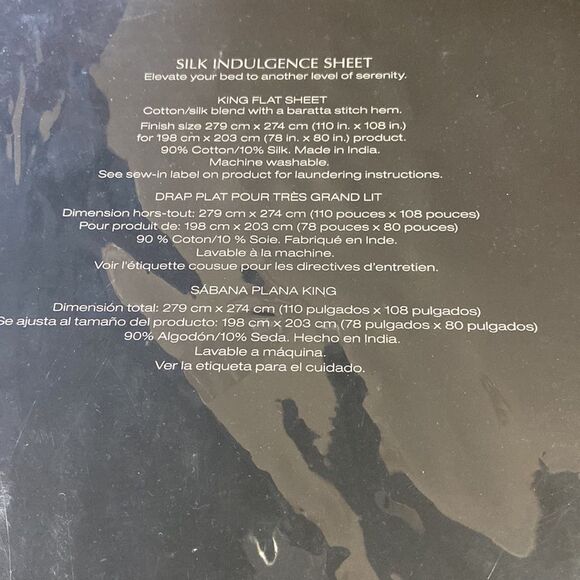 SILK INDULGENCE SHEET
Elevate your bed to another level of serenity.
KING FLAT SHEET
Cotton/silk blend with a baratta stitch hem.
Finish size 279 cm x 274 cm (110 in. x 108 in.)
for 198 cm x 203 cm (78 in. x 80 in.) product.
90% Cotton/10% Silk. Made in India.
Machine washable.
See sew-in label on product for laundering instructions.
DRAP PLAT POUR TRÈS GRAND LIT
Dimension hors-tout: 279 cm x 274 cm (110 pouces x 108 pouces)
Pour produit de: 198 cm x 203 cm (78 pouces x 80 pouces)
90 % Coton/10 % Soie. Fabriqué en Inde.
Lavable à la machine.
Voir l'étiquette cousue pour les directives d'entretien.
SÁBANA PLANA KING
Dimensión total: 279 cm x 274 cm (110 pulgados x 108 pulgados)
Se ajusta al tamaño del producto: 198 cm x 203 cm (78 pulgados x 80 pulgados)
90% Algodón/10% Seda. Hecho en India.
Lavable a máquina.
Ver la etiqueta para el cuidado.